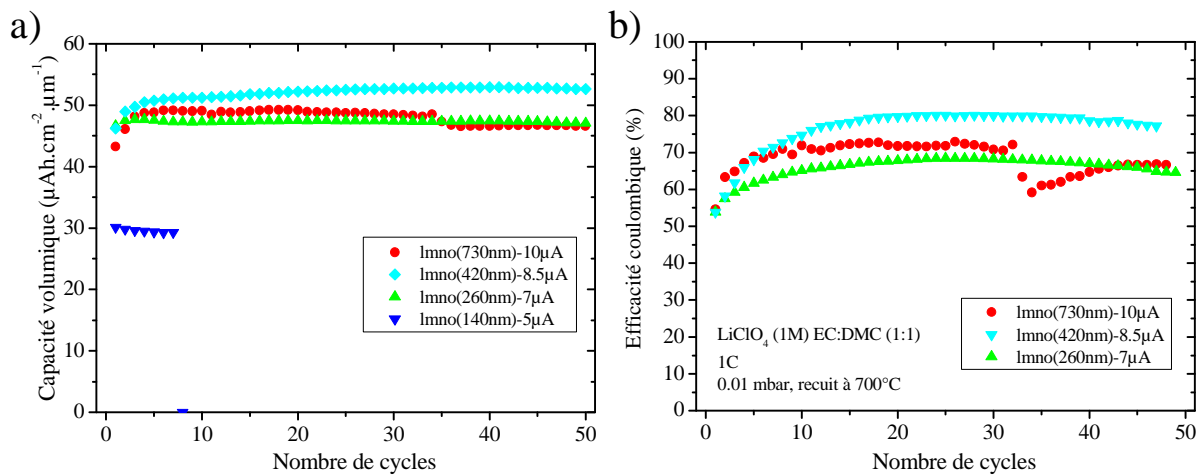 a)
Capacité volumique (µAh.cm-2.µm-1)
60
50
40
30
20
10
0
lmno(730nm)-10µA
lmno(420nm)-8.5µA
lmno(260nm)-7µA
lmno(140nm)-5µA
0 10 20 30 40 50
Nombre de cycles
b)
Efficacité coulombique (%)
100
90
80
70
60
50
40
30
20
10
0
LiClO4 (1M) EC:DMC (1:1)
1C
0.01 mbar, recuit à 700°C
lmno(730nm)-10µA
lmno(420nm)-8.5µA
lmno(260nm)-7µA
0 10 20 30 40 50
Nombre de cycles